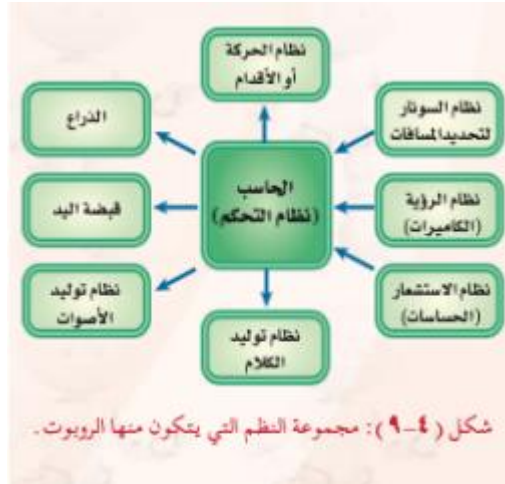 نظام الحركة
أو الأقدام
نظام السونار
لتحديد المسافات
الذراع
الحاسب
(نظام التحكم)
نظام الرؤية
(الكاميرات)
قبضة اليد
نظام الاستشعار
(الحساسات)
نظام توليد
الأصوات
نظام توليد
الكلام
شكل (٤-٩): مجموعة النظم التي يتكون منها الروبوت.